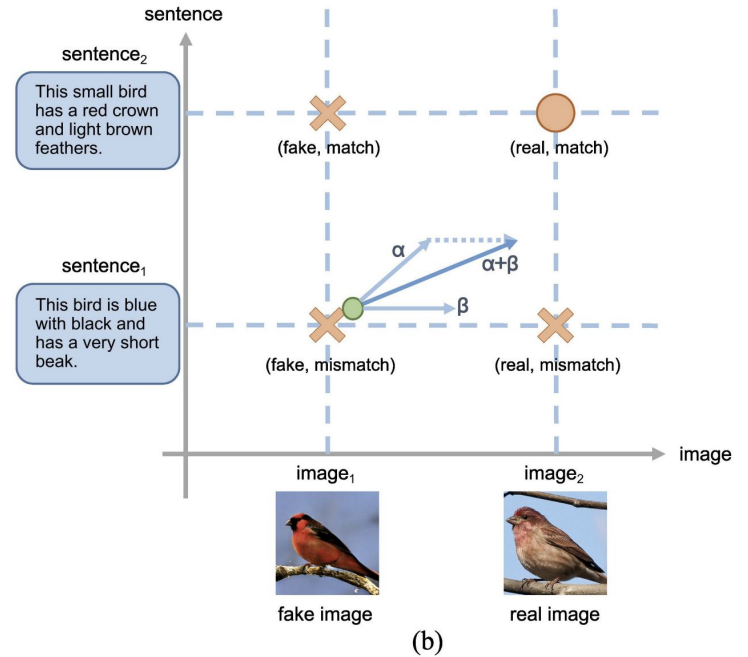 sentence
sentence₂
This small bird
has a red crown
and light brown
feathers.
(fake, match)
(real, match)
α
α+β
β
sentence₁
This bird is blue
with black and
has a very short
beak.
(fake, mismatch)
(real, mismatch)
image
image₁
image₂
fake image
real image
(b)